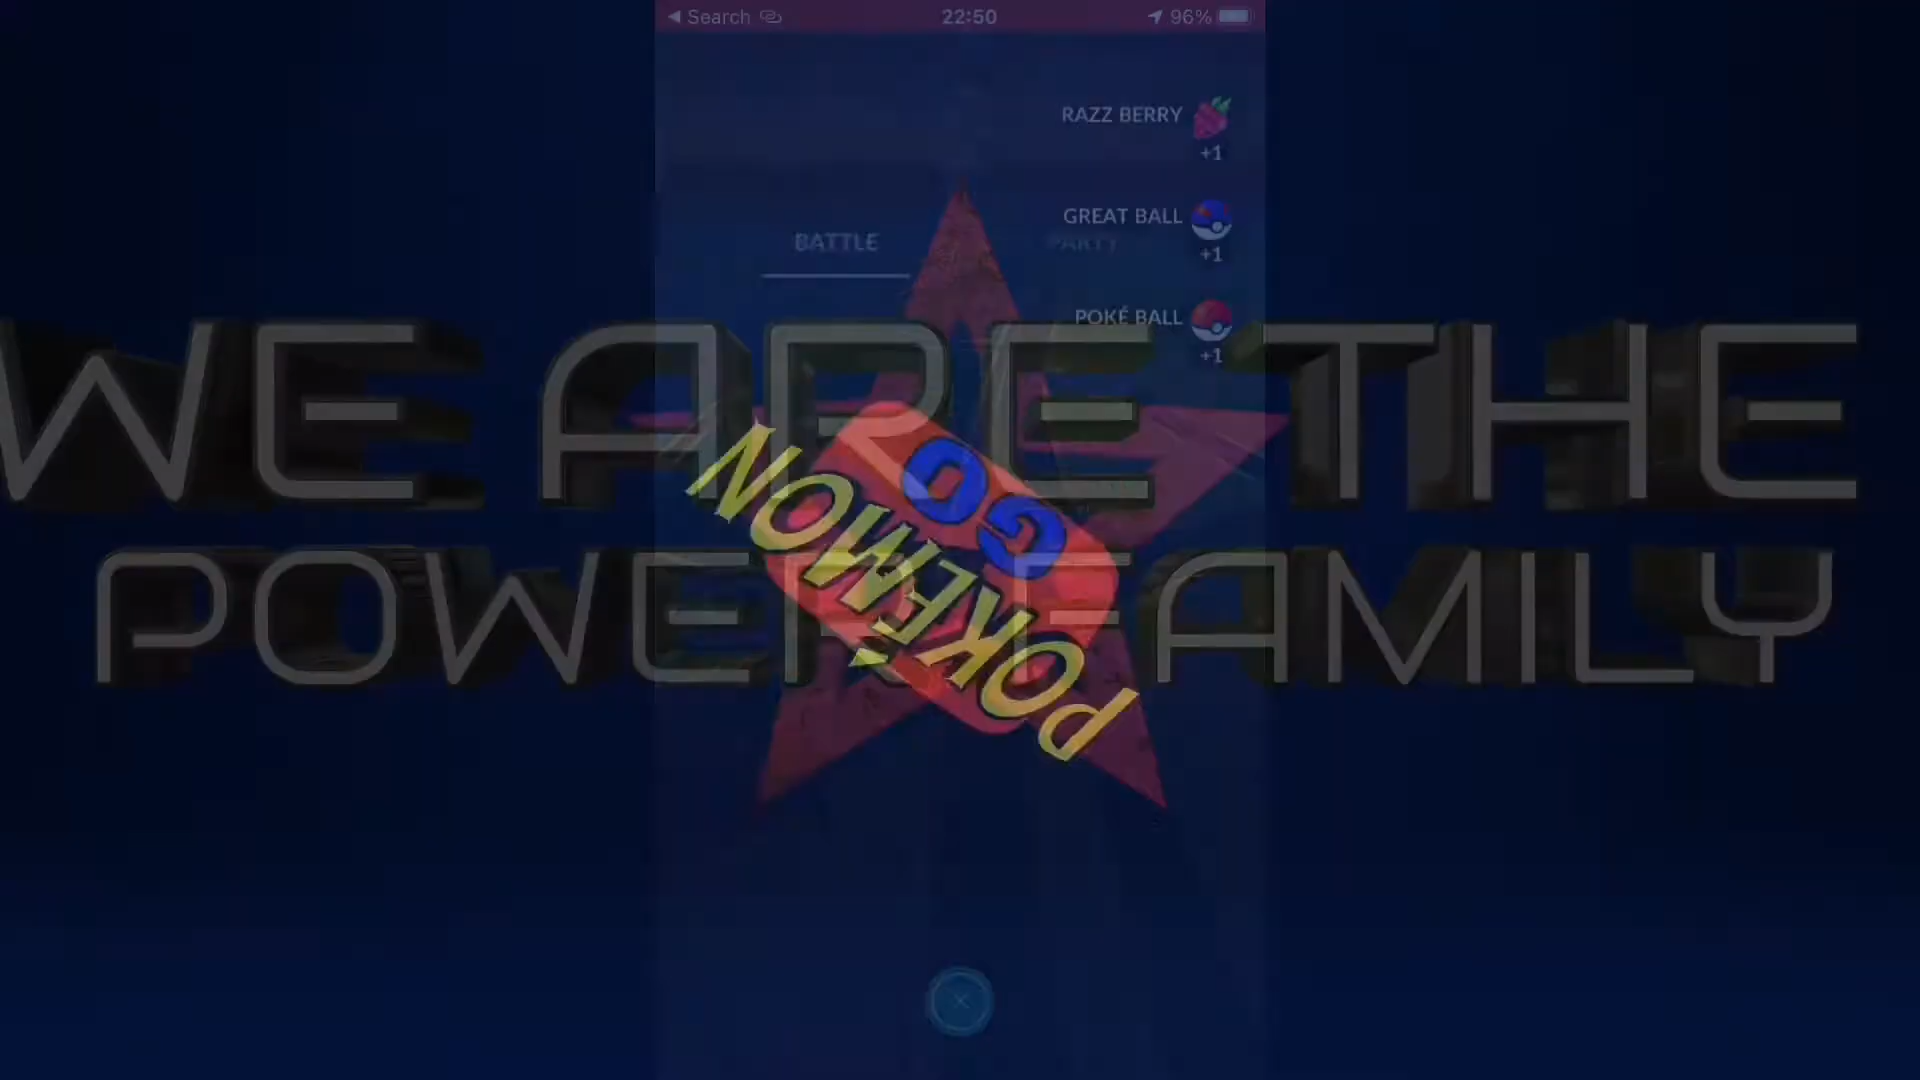 Search
22:50
96%
RAZZ BERRY
+1
GREAT BALL
+1
BATTLE
PARTY
POKÉ BALL
+1
WE ARE THE
POWER FAMILY
POKÉMON
GO